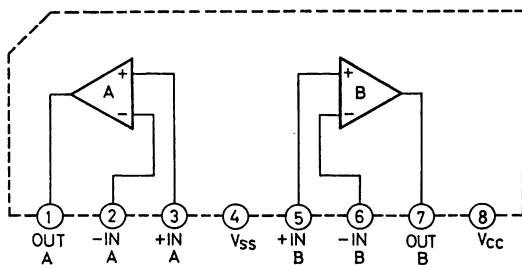 + +
A B
− −
1 2 3 4 5 6 7 8
OUT −IN +IN VSS +IN −IN OUT VCC
A A A B B B